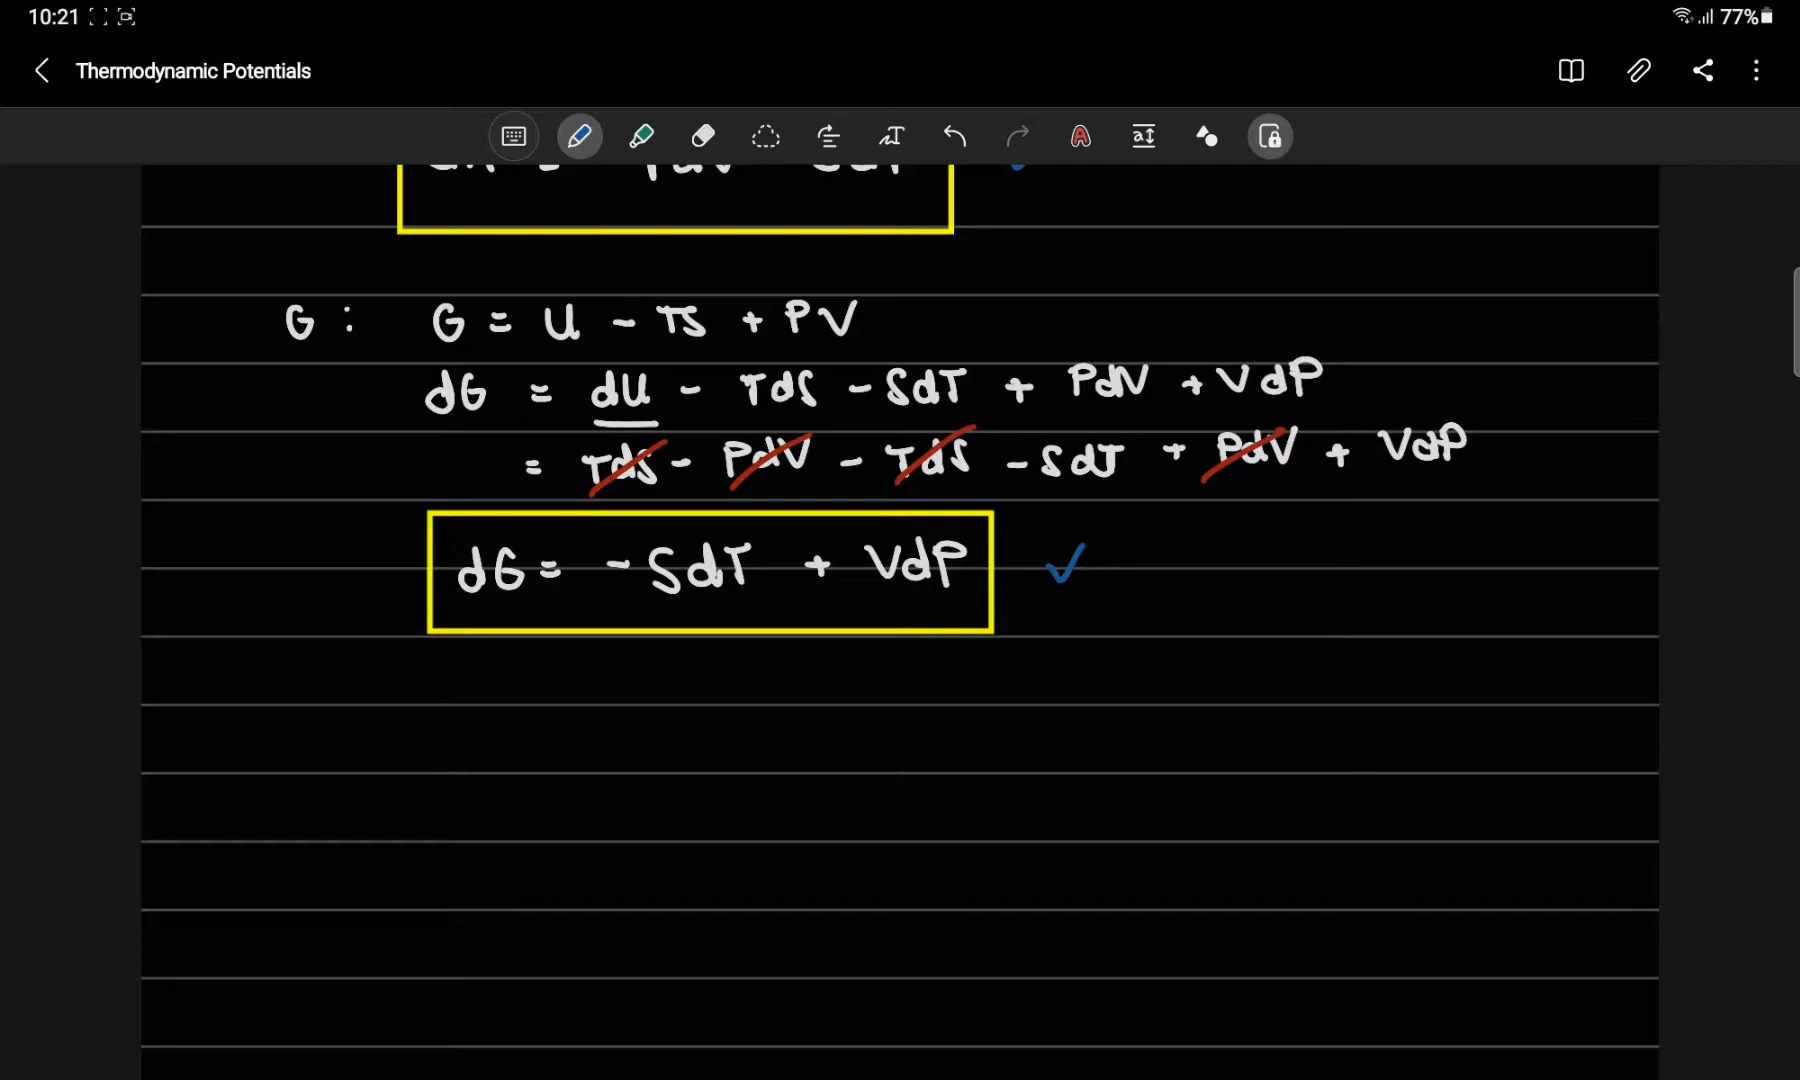 10:21 77%
Thermodynamic Potentials
G : G = U - TS + PV
dG = dU - TdS - SdT + PdV + VdP
= TdS - PdV - TdS - SdT + PdV + VdP
dG = - SdT + VdP ✓